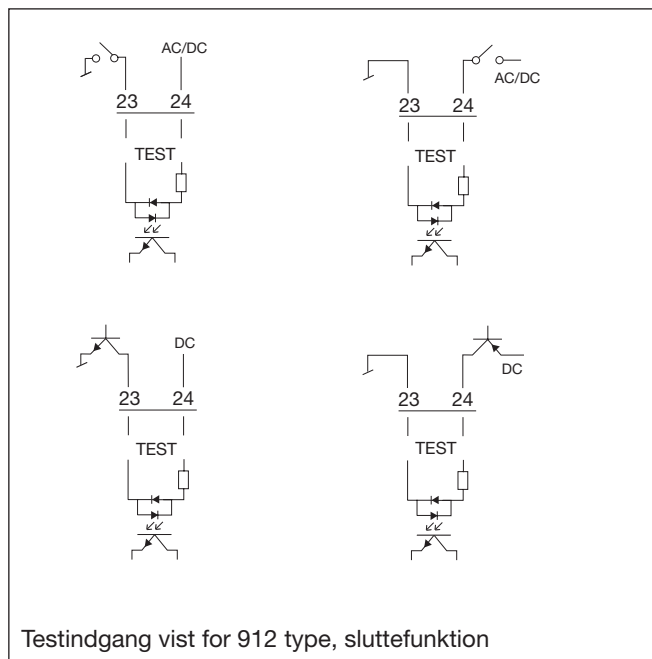 AC/DC
23 24
TEST
AC/DC
23 24
TEST
DC
23 24
TEST
DC
23 24
TEST
Testindgang vist for 912 type, sluttefunktion